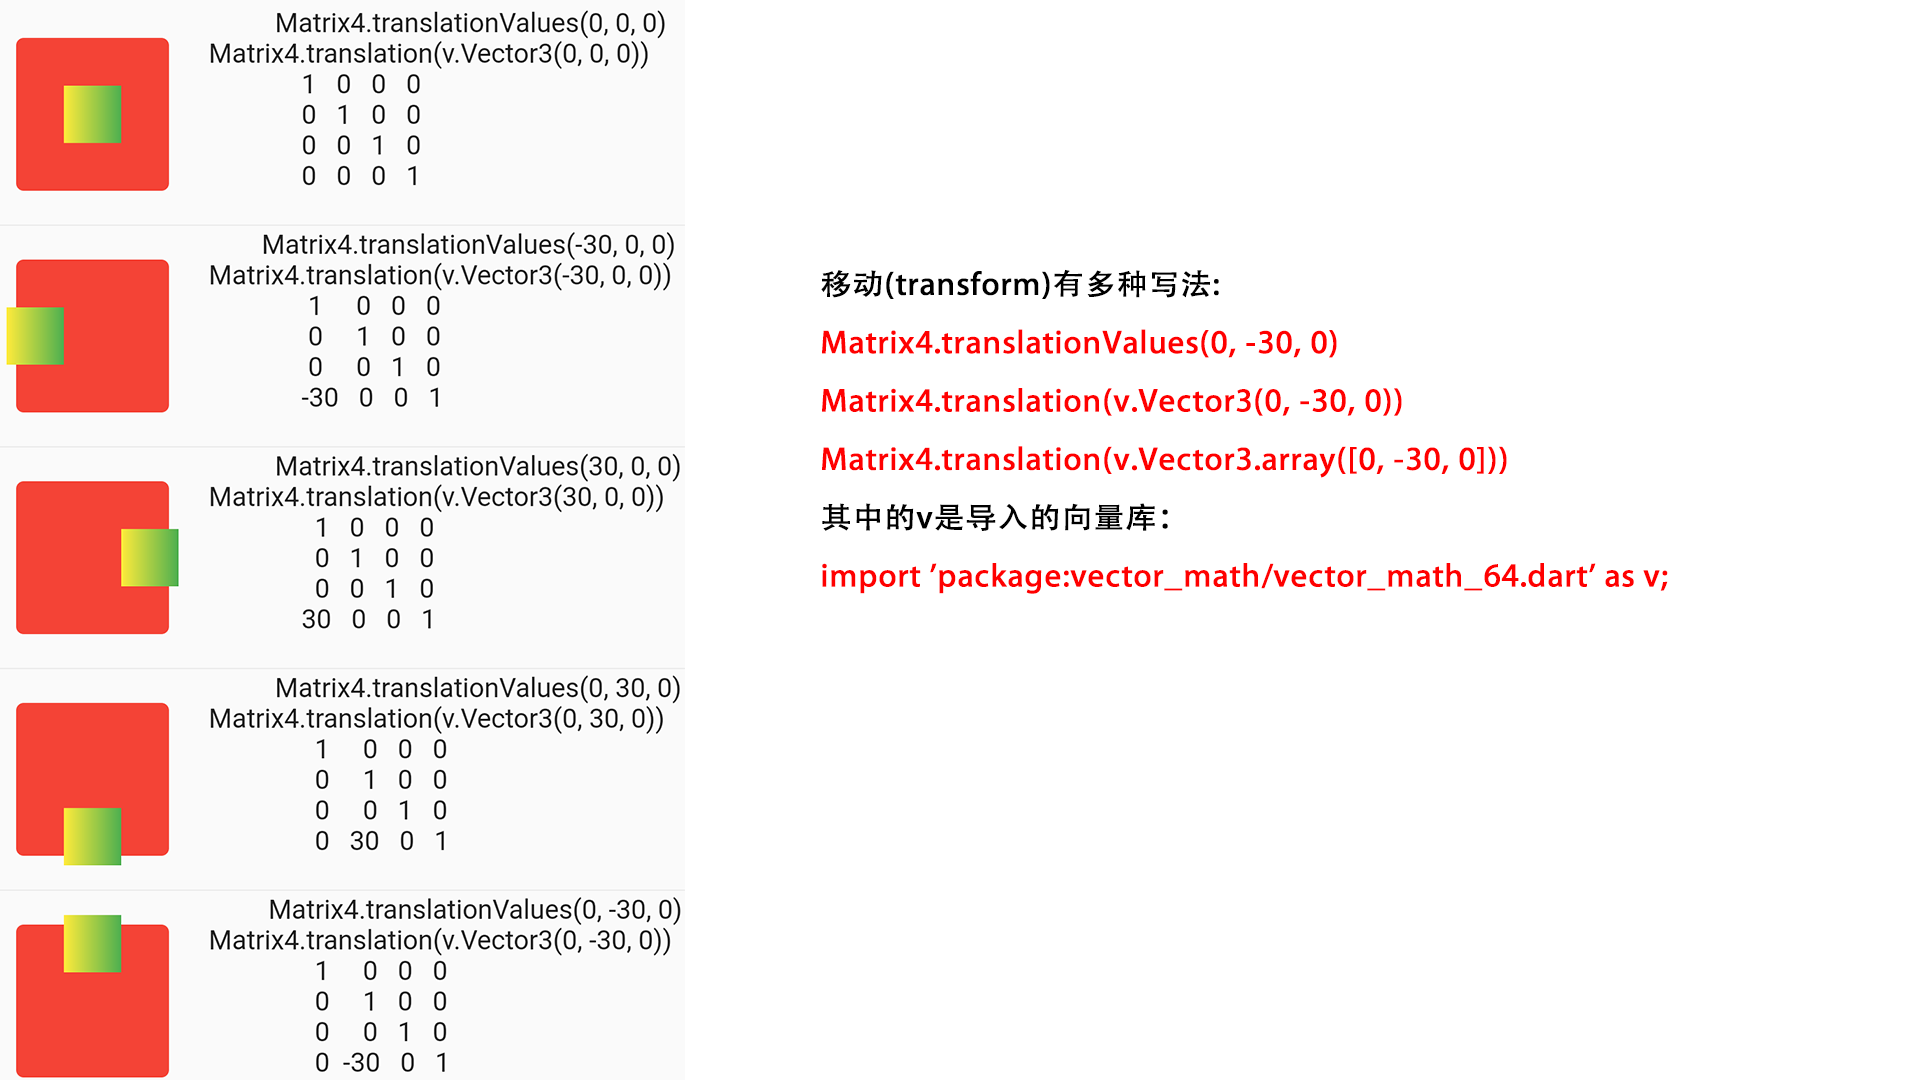 Matrix4.translationValues(0, 0, 0)
Matrix4.translation(v.Vector3(0, 0, 0))
1 0 0 0
0 1 0 0
0 0 1 0
0 0 0 1
Matrix4.translationValues(-30, 0, 0)
Matrix4.translation(v.Vector3(-30, 0, 0))
1 0 0 0
0 1 0 0
0 0 1 0
-30 0 0 1
Matrix4.translationValues(30, 0, 0)
Matrix4.translation(v.Vector3(30, 0, 0))
1 0 0 0
0 1 0 0
0 0 1 0
30 0 0 1
Matrix4.translationValues(0, 30, 0)
Matrix4.translation(v.Vector3(0, 30, 0))
1 0 0 0
0 1 0 0
0 0 1 0
0 30 0 1
Matrix4.translationValues(0, -30, 0)
Matrix4.translation(v.Vector3(0, -30, 0))
1 0 0 0
0 1 0 0
0 0 1 0
0 -30 0 1
移动(transform)有多种写法:
Matrix4.translationValues(0, -30, 0)
Matrix4.translation(v.Vector3(0, -30, 0))
Matrix4.translation(v.Vector3.array([0, -30, 0]))
其中的v是导入的向量库：
import ’package:vector_math/vector_math_64.dart’ as v;